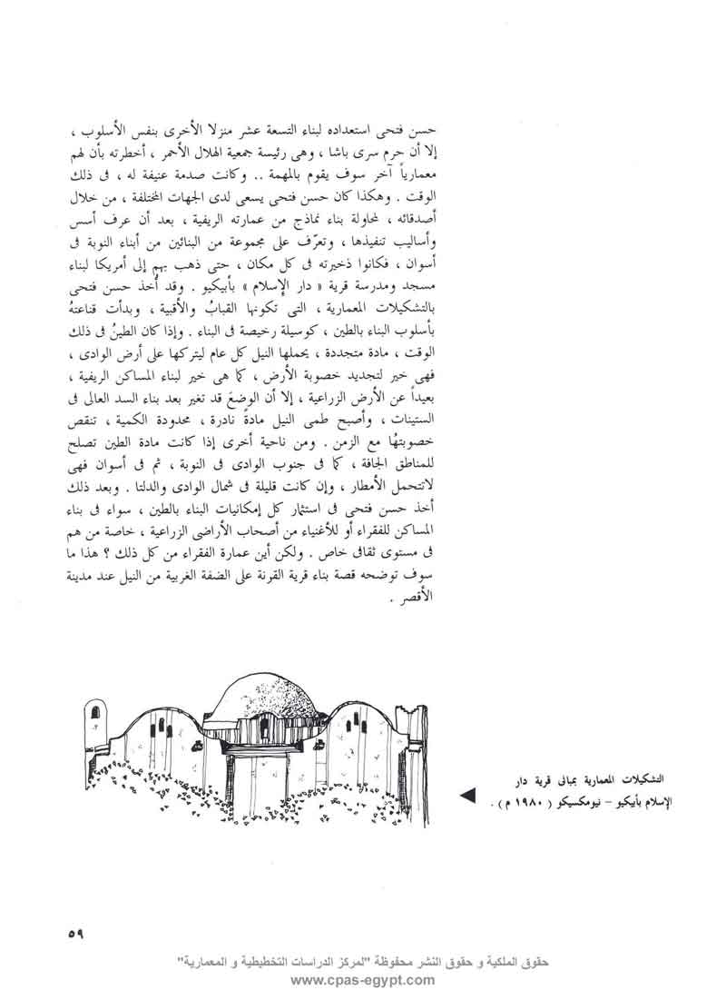 حسن فتحى استعداده لبناء التسعة عشر منزلا الأخرى بنفس الأسلوب ،
إلا أن حرم سرى باشا ، وهى رئيسة جمعية الهلال الأحمر ، أخطرته بأن لهم
معمارياً آخر سوف يقوم بالمهمة .. وكانت صدمة عنيفة له ، فى ذلك
الوقت . وهكذا كان حسن فتحى يسعى لدى الجهات المختلفة ، من خلال
أصدقائه ، لمحاولة بناء نماذج من عمارته الريفية ، بعد أن عرف أسس
وأساليب تنفيذها ، وتعرّف على مجموعة من البنائين من أبناء النوبة فى
أسوان ، فكانوا ذخيرته فى كل مكان ، حتى ذهب بهم إلى أمريكا لبناء
مسجد ومدرسة قرية « دار الإسلام » بأبيكيو . وقد أُخذ حسن فتحى
بالتشكيلات المعمارية ، التى تكونها القبابُ والأقبية ، وبدأت قناعتهُ
بأسلوب البناء بالطين ، كوسيلة رخيصة فى البناء . وإذا كان الطينُ فى ذلك
الوقت ، مادة متجددة ، يحملها النيل كل عام ليتركها على أرض الوادى ،
فهى خير لتجديد خصوبة الأرض ، كما هى خير لبناء المساكن الريفية ،
بعيداً عن الأرض الزراعية ، إلا أن الوضعَ قد تغير بعد بناء السد العالى فى
الستينات ، وأصبح طمى النيل مادةً نادرة ، محدودة الكمية ، تنقص
خصوبتهُا مع الزمن . ومن ناحية أخرى إذا كانت مادة الطين تصلح
للمناطق الجافة ، كما فى جنوب الوادى فى النوبة ، ثم فى أسوان فهى
لاتتحمل الأمطار ، وإن كانت قليلة فى شمال الوادى والدلتا . وبعد ذلك
أخذ حسن فتحى فى استثمار كل إمكانيات البناء بالطين ، سواء فى بناء
المساكن للفقراء أو للأغنياء من أصحاب الأراضى الزراعية ، خاصة من هم
فى مستوى ثقافى خاص . ولكن أين عمارة الفقراء من كل ذلك ؟ هذا ما
سوف توضحه قصة بناء قرية القرنة على الضفة الغربية من النيل عند مدينة
الأقصر .
التشكيلات المعمارية بمبانى قرية دار
الإسلام بأبيكيو – نيومكسيكو ( ١٩٨٠ م ) .
٥٩
حقوق الملكية و حقوق النشر محفوظة "لمركز الدراسات التخطيطية و المعمارية"
www.cpas-egypt.com